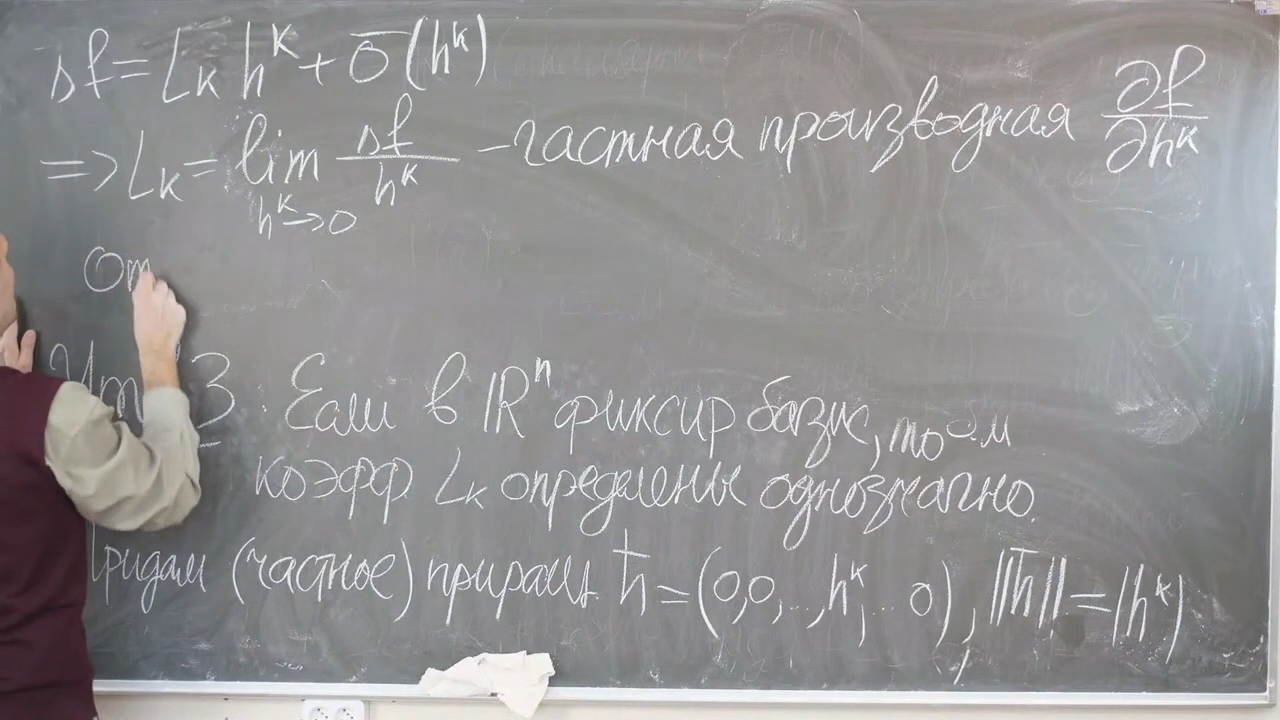 Δf = L_k h^k + o̅(h^k)
=> L_k = lim_{h^k→0} Δf/h^k – частная производная ∂f/∂h^k
От
Утв 3. Если в ℝⁿ фиксир базис, то
коэфф L_k определены однозначно.
Придам (частное) приращ. h̅ = (0,0,...,h^k,...0), ||h̅|| = |h^k|